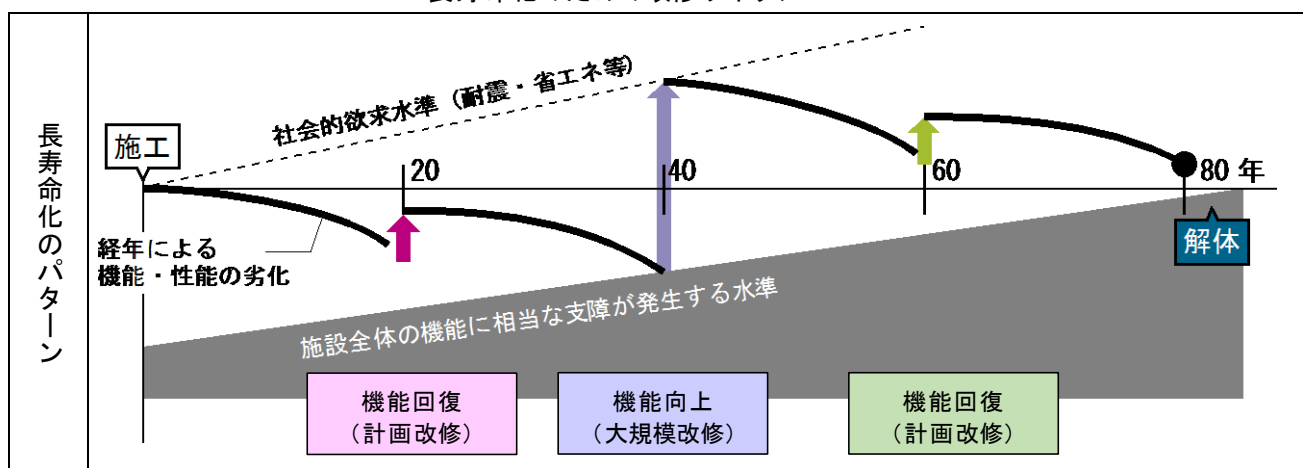 長寿命化のパターン
社会的欲求水準（耐震・省エネ等）
施工
20
40
60
80 年
経年による
機能・性能の劣化
解体
施設全体の機能に相当な支障が発生する水準
機能回復
（計画改修）
機能向上
（大規模改修）
機能回復
（計画改修）